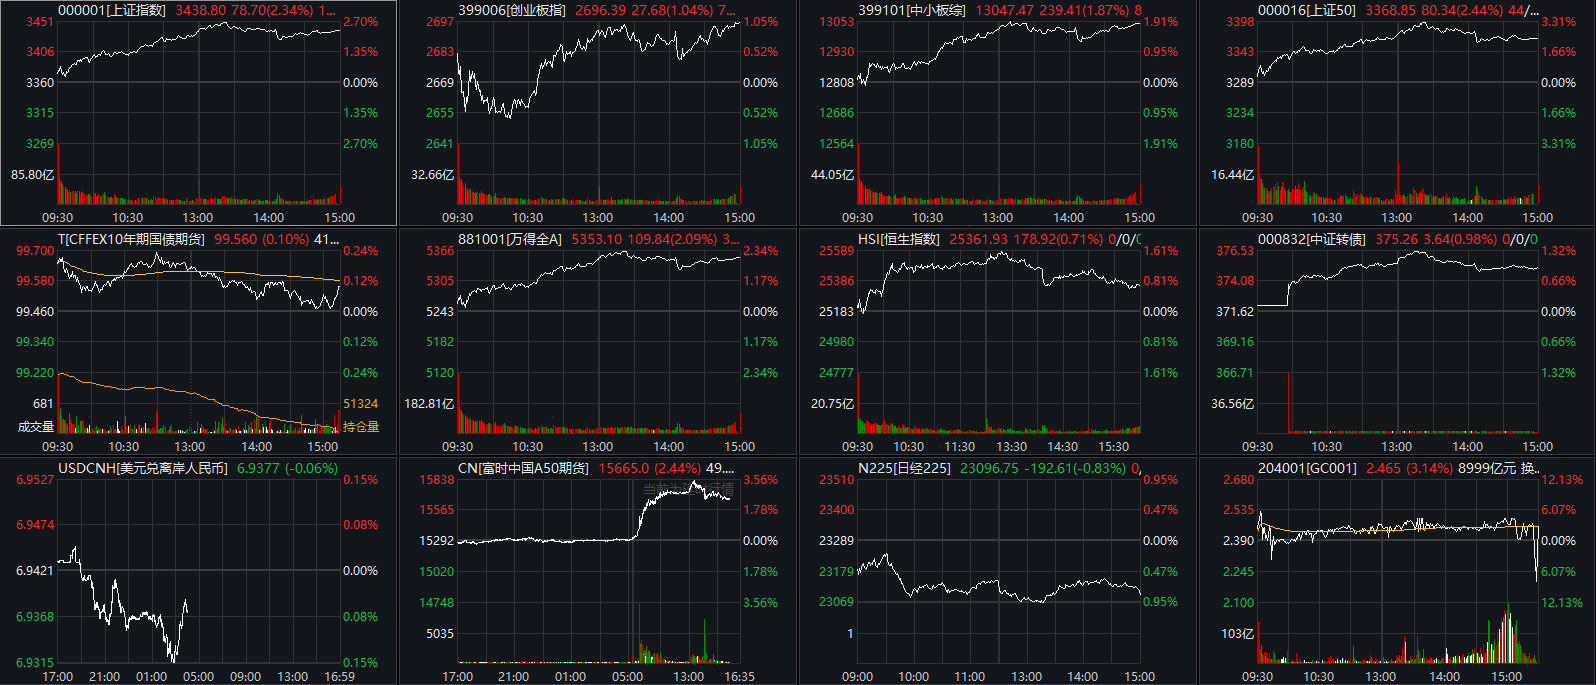 000001[上证指数] 3438.80 78.70(2.34%) 1...
3451 2.70%
3406 1.35%
3360 0.00%
3315 1.35%
3269 2.70%
85.80亿
09:30 10:30 13:00 14:00 15:00
399006[创业板指] 2696.39 27.68(1.04%) 7...
2697 1.05%
2683 0.52%
2669 0.00%
2655 0.52%
2641 1.05%
32.66亿
09:30 10:30 13:00 14:00 15:00
399101[中小板综] 13047.47 239.41(1.87%) 8
13053 1.91%
12930 0.95%
12808 0.00%
12686 0.95%
12564 1.91%
44.05亿
09:30 10:30 13:00 14:00 15:00
000016[上证50] 3368.85 80.34(2.44%) 44/...
3398 3.31%
3343 1.66%
3289 0.00%
3234 1.66%
3180 3.31%
16.44亿
09:30 10:30 13:00 14:00 15:00
T[CFFEX10年期国债期货] 99.560 (0.10%) 41...
99.700 0.24%
99.580 0.12%
99.460 0.00%
99.340 0.12%
99.220 0.24%
681 51324
成交量 持仓量
09:30 10:30 13:00 14:00 15:00
881001[万得全A] 5353.10 109.84(2.09%) 3...
5366 2.34%
5305 1.17%
5243 0.00%
5182 1.17%
5120 2.34%
182.81亿
09:30 10:30 13:00 14:00 15:00
HSI[恒生指数] 25361.93 178.92(0.71%) 0/0/0
25589 1.61%
25386 0.81%
25183 0.00%
24980 0.81%
24777 1.61%
20.75亿
09:30 10:30 11:30 13:30 14:30 15:30
000832[中证转债] 375.26 3.64(0.98%) 0/0/0
376.53 1.32%
374.08 0.66%
371.62 0.00%
369.16 0.66%
366.71 1.32%
36.56亿
09:30 10:30 13:00 14:00 15:00
USDCNH[美元兑离岸人民币] 6.9377 (-0.06%)
6.9527 0.15%
6.9474 0.08%
6.9421 0.00%
6.9368 0.08%
6.9315 0.15%
17:00 21:00 01:00 05:00 09:00 13:00 16:59
CN[富时中国A50期货] 15665.0 (2.44%) 49....
15838 3.56%
15565 1.78%
15292 0.00%
15020 1.78%
14748 3.56%
5035
17:00 21:00 01:00 05:00 13:00 16:35
N225[日经225] 23096.75 -192.61(-0.83%) 0,
23510 0.95%
23400 0.47%
23289 0.00%
23179 0.47%
23069 0.95%
1
09:00 10:00 11:00 13:00 14:00 15:00
204001[GC001] 2.465 (3.14%) 8999亿元 换..
2.680 12.13%
2.535 6.07%
2.390 0.00%
2.245 6.07%
2.100 12.13%
103亿
09:30 10:30 13:00 14:00 15:00